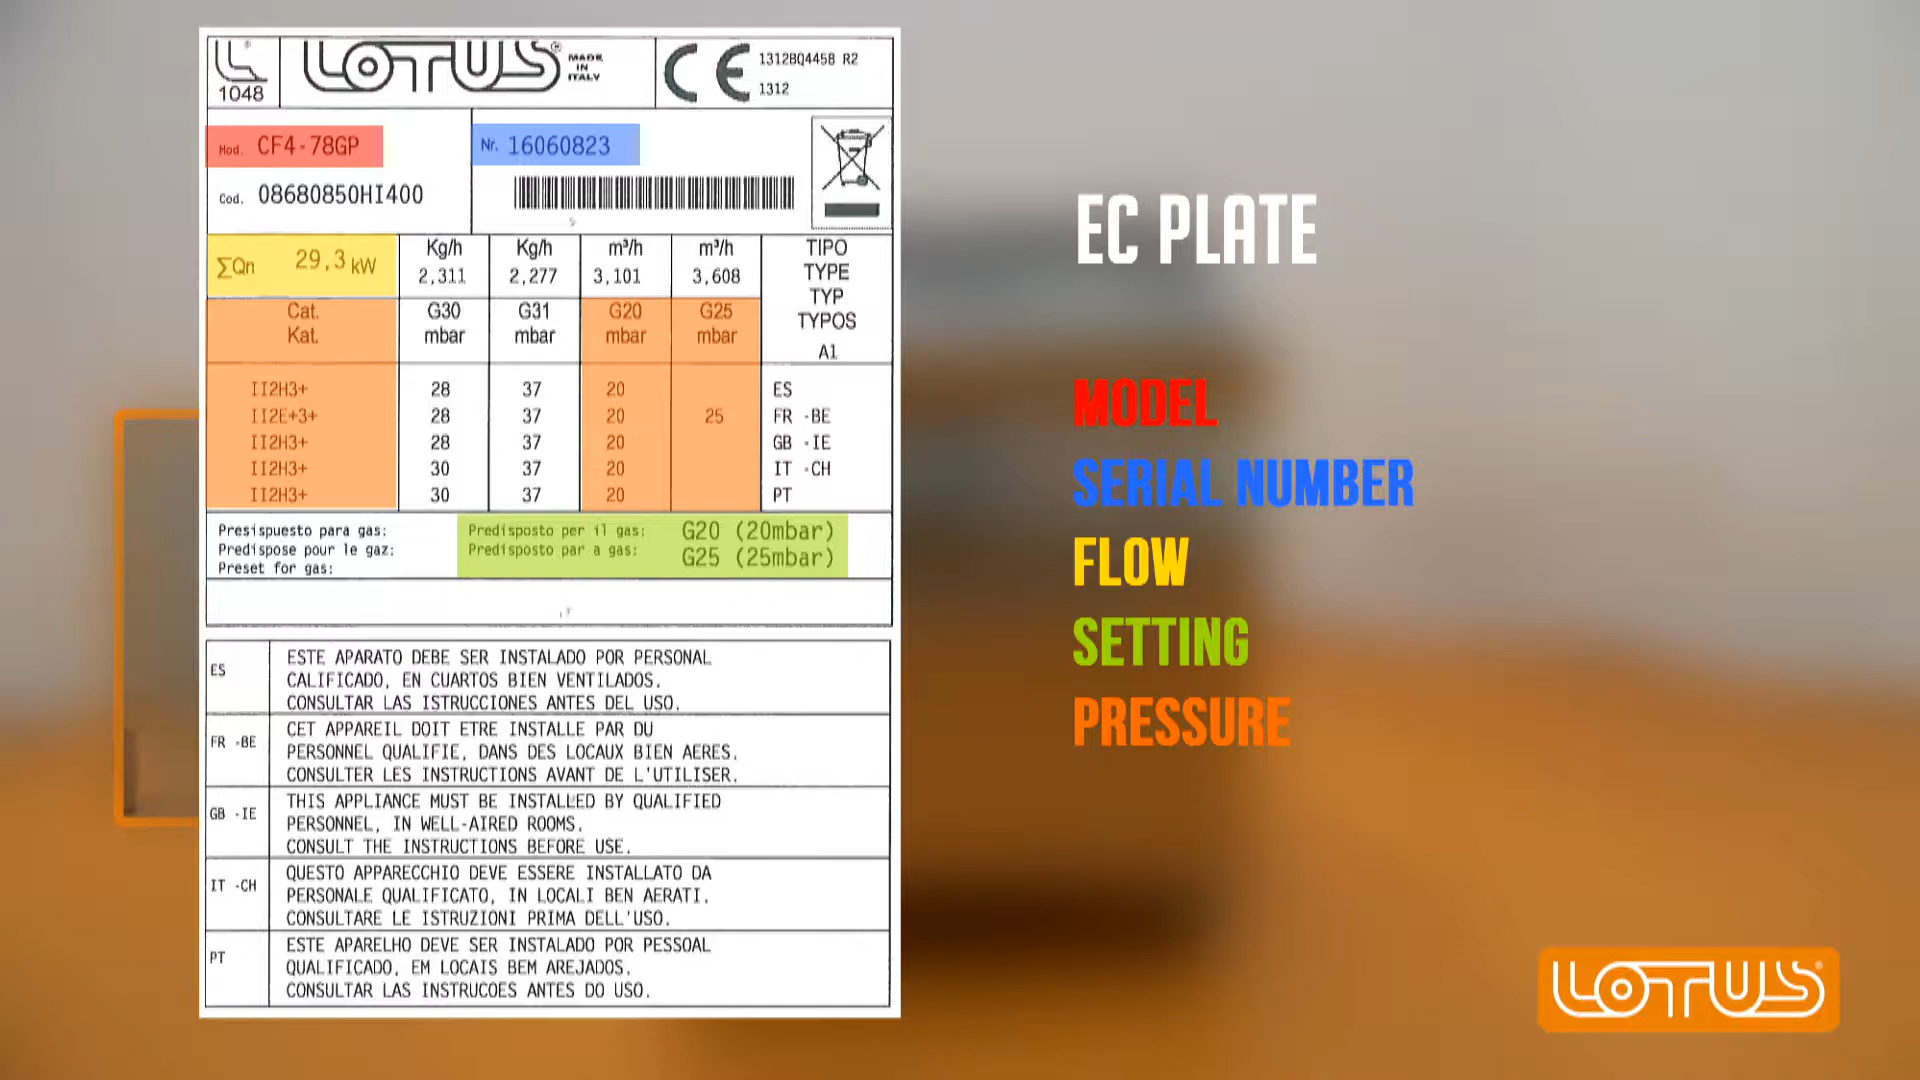 1048
LOTUS® MADE IN ITALY
CE 1312BQ4458 R2
1312
Mod. CF4-78GP
Nr. 16060823
Cod. 08680850HI400
∑Qn 29,3 kW
Kg/h Kg/h m³/h m³/h
2,311 2,277 3,101 3,608
TIPO
TYPE
TYP
TYPOS
A1
Cat. G30 G31 G20 G25
Kat. mbar mbar mbar mbar
II2H3+ 28 37 20 ES
II2E+3+ 28 37 20 25 FR -BE
II2H3+ 28 37 20 GB -IE
II2H3+ 30 37 20 IT -CH
II2H3+ 30 37 20 PT
Presispuesto para gas: Predisposto per il gas: G20 (20mbar)
Predispose pour le gaz: Predisposto par a gas: G25 (25mbar)
Preset for gas:
ES
ESTE APARATO DEBE SER INSTALADO POR PERSONAL
CALIFICADO, EN CUARTOS BIEN VENTILADOS.
CONSULTAR LAS ISTRUCCIONES ANTES DEL USO.
FR -BE
CET APPAREIL DOIT ETRE INSTALLE PAR DU
PERSONNEL QUALIFIE, DANS DES LOCAUX BIEN AERES.
CONSULTER LES INSTRUCTIONS AVANT DE L'UTILISER.
GB -IE
THIS APPLIANCE MUST BE INSTALLED BY QUALIFIED
PERSONNEL, IN WELL-AIRED ROOMS.
CONSULT THE INSTRUCTIONS BEFORE USE.
IT -CH
QUESTO APPARECCHIO DEVE ESSERE INSTALLATO DA
PERSONALE QUALIFICATO, IN LOCALI BEN AERATI.
CONSULTARE LE ISTRUZIONI PRIMA DELL'USO.
PT
ESTE APARELHO DEVE SER INSTALADO POR PESSOAL
QUALIFICADO, EM LOCAIS BEM AREJADOS.
CONSULTAR LAS INSTRUCOES ANTES DO USO.
EC PLATE
MODEL
SERIAL NUMBER
FLOW
SETTING
PRESSURE
LOTUS®